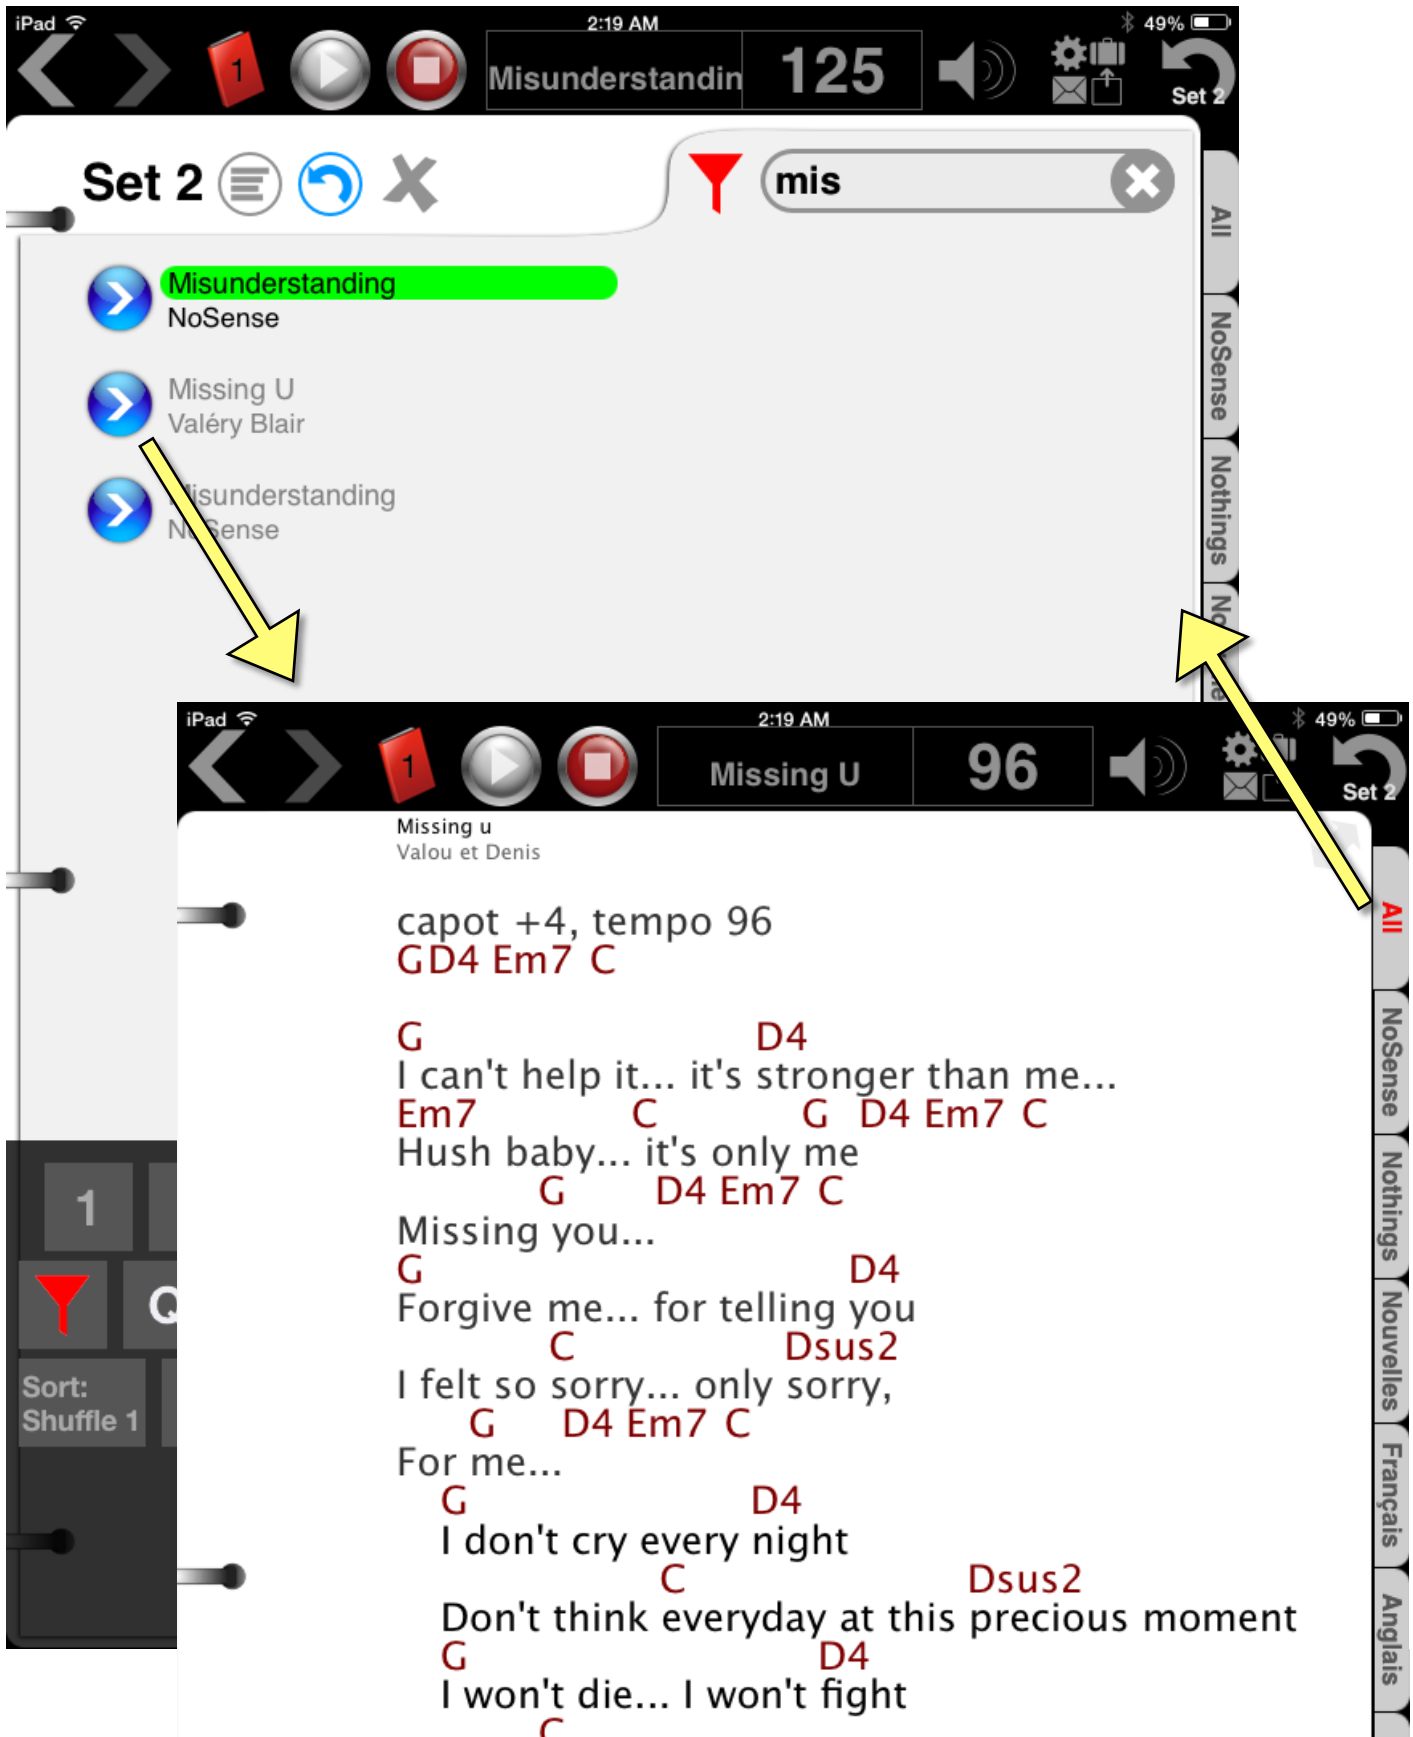 iPad 2:19 AM 49%
1 Misunderstandin 125 Set 2
Set 2 mis
All
NoSense
Nothings
Misunderstanding
NoSense
Missing U
Valéry Blair
Misunderstanding
NoSense
1
Q
Sort:
Shuffle 1
iPad 2:19 AM 49%
1 Missing U 96 Set 2
Missing u
Valou et Denis
capot +4, tempo 96
G D4 Em7 C
G D4
I can't help it... it's stronger than me...
Em7 C G D4 Em7 C
Hush baby... it's only me
G D4 Em7 C
Missing you...
G D4
Forgive me... for telling you
C Dsus2
I felt so sorry... only sorry,
G D4 Em7 C
For me...
G D4
I don't cry every night
C Dsus2
Don't think everyday at this precious moment
G D4
I won't die... I won't fight
C
All
NoSense
Nothings
Nouvelles
Français
Anglais